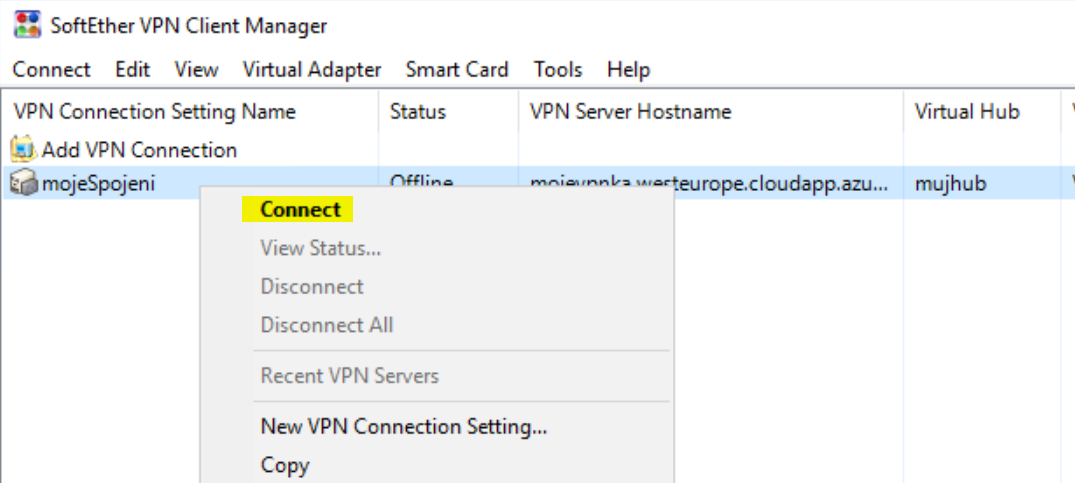 SoftEther VPN Client Manager
Connect Edit View Virtual Adapter Smart Card Tools Help
VPN Connection Setting Name Status VPN Server Hostname Virtual Hub
Add VPN Connection
mojeSpojeni Offline mojevpnka.westeurope.cloudapp.azu... mujhub
Connect
View Status...
Disconnect
Disconnect All
Recent VPN Servers
New VPN Connection Setting...
Copy